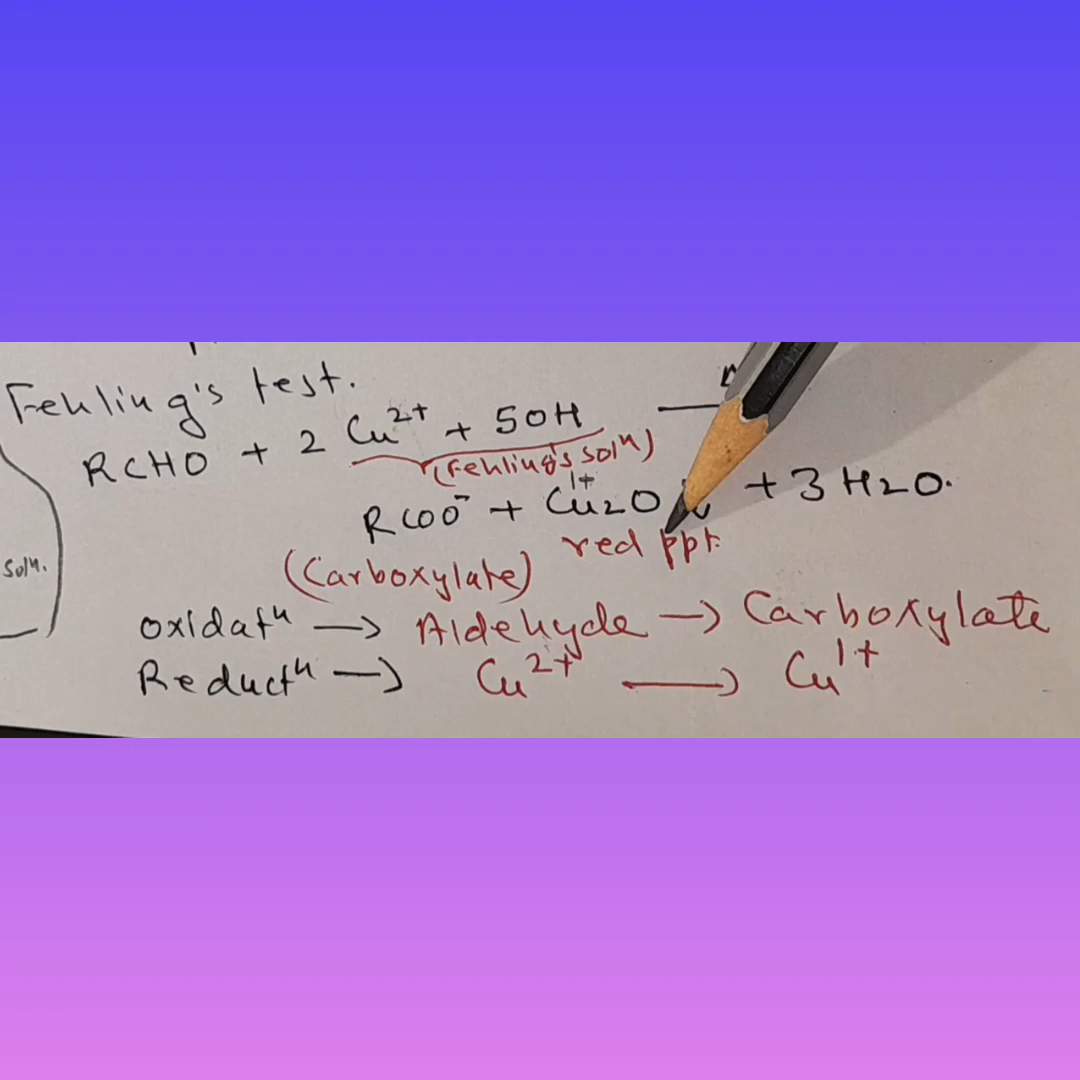 Fehling's test.
RCHO + 2 Cu²⁺ + 5OH
(Fehling's solⁿ)
RCOO⁻ + Cu₂O + 3H₂O.
1+
red ppt.
(Carboxylate)
Soln.
Oxidatⁿ → Aldehyde → Carboxylate
Reductⁿ → Cu²⁺ → Cu¹⁺